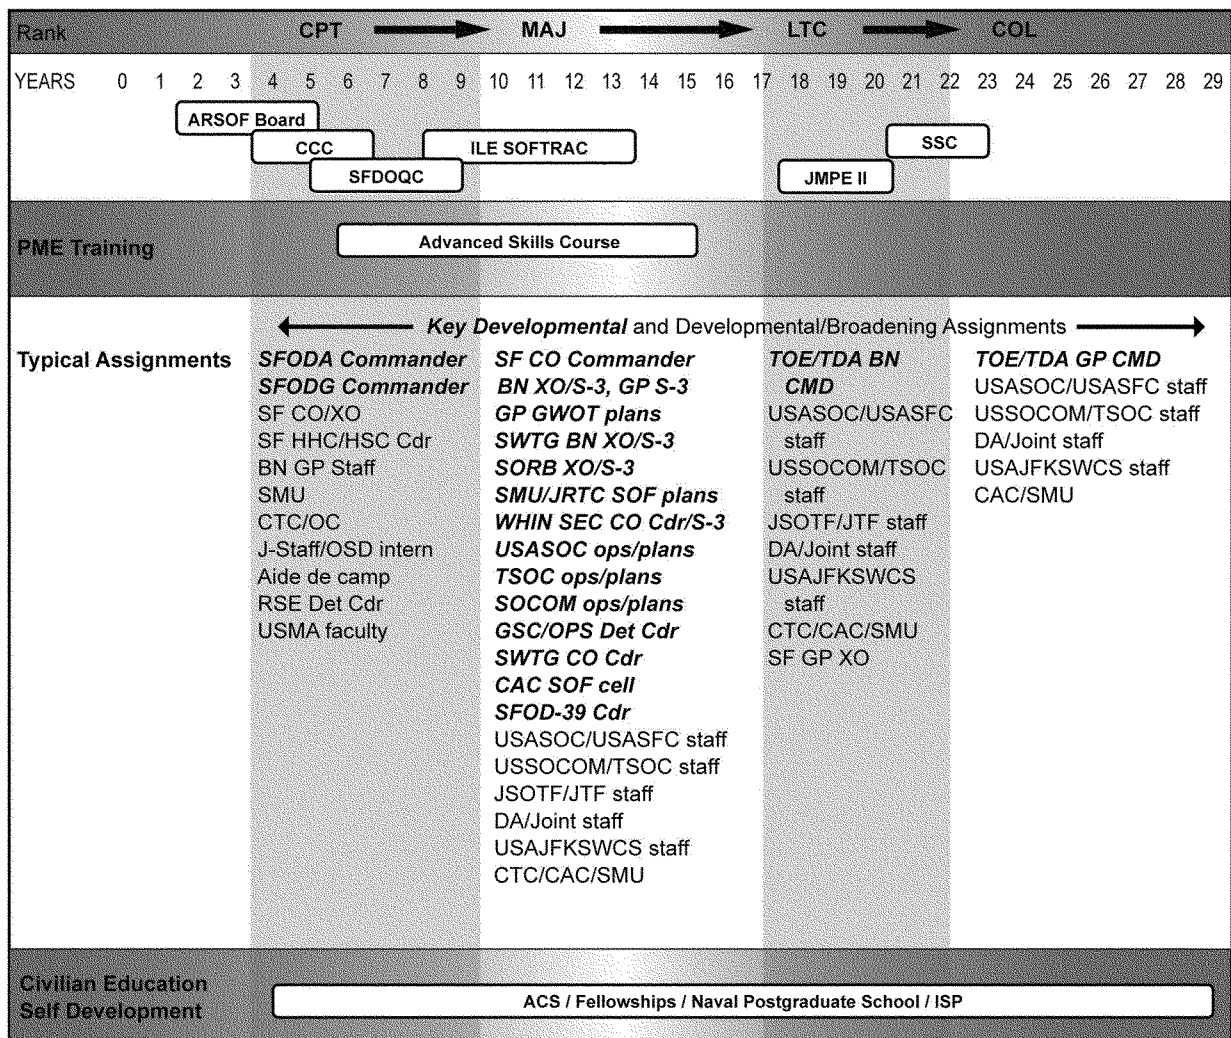 Rank CPT MAJ LTC COL
YEARS 0 1 2 3 4 5 6 7 8 9 10 11 12 13 14 15 16 17 18 19 20 21 22 23 24 25 26 27 28 29
ARSOF Board
CCC
ILE SOFTRAC
SSC
SFDOQC
JMPE II
PME Training
Advanced Skills Course
Key Developmental and Developmental/Broadening Assignments
Typical Assignments
SFODA Commander
SFODG Commander
SF CO/XO
SF HHC/HSC Cdr
BN GP Staff
SMU
CTC/OC
J-Staff/OSD intern
Aide de camp
RSE Det Cdr
USMA faculty
SF CO Commander
BN XO/S-3, GP S-3
GP GWOT plans
SWTG BN XO/S-3
SORB XO/S-3
SMU/JRTC SOF plans
WHIN SEC CO Cdr/S-3
USASOC ops/plans
TSOC ops/plans
SOCOM ops/plans
GSC/OPS Det Cdr
SWTG CO Cdr
CAC SOF cell
SFOD-39 Cdr
USASOC/USASFC staff
USSOCOM/TSOC staff
JSOTF/JTF staff
DA/Joint staff
USAJFKSWCS staff
CTC/CAC/SMU
TOE/TDA BN
CMD
USASOC/USASFC
staff
USSOCOM/TSOC
staff
JSOTF/JTF staff
DA/Joint staff
USAJFKSWCS
staff
CTC/CAC/SMU
SF GP XO
TOE/TDA GP CMD
USASOC/USASFC staff
USSOCOM/TSOC staff
DA/Joint staff
USAJFKSWCS staff
CAC/SMU
Civilian Education
Self Development
ACS / Fellowships / Naval Postgraduate School / ISP